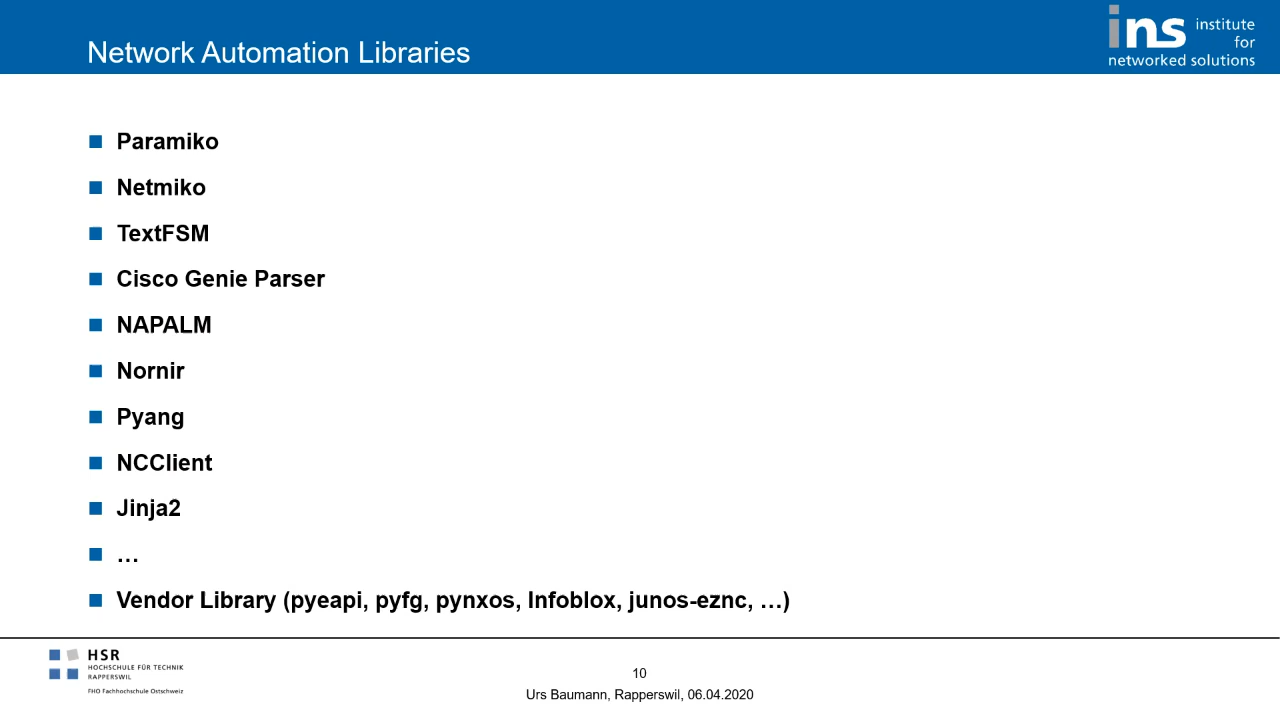 Network Automation Libraries
ins institute
for
networked solutions
Paramiko
Netmiko
TextFSM
Cisco Genie Parser
NAPALM
Nornir
Pyang
NCClient
Jinja2
…
Vendor Library (pyeapi, pyfg, pynxos, Infoblox, junos-eznc, …)
HSR
HOCHSCHULE FÜR TECHNIK
RAPPERSWIL
FHO Fachhochschule Ostschweiz
10
Urs Baumann, Rapperswil, 06.04.2020